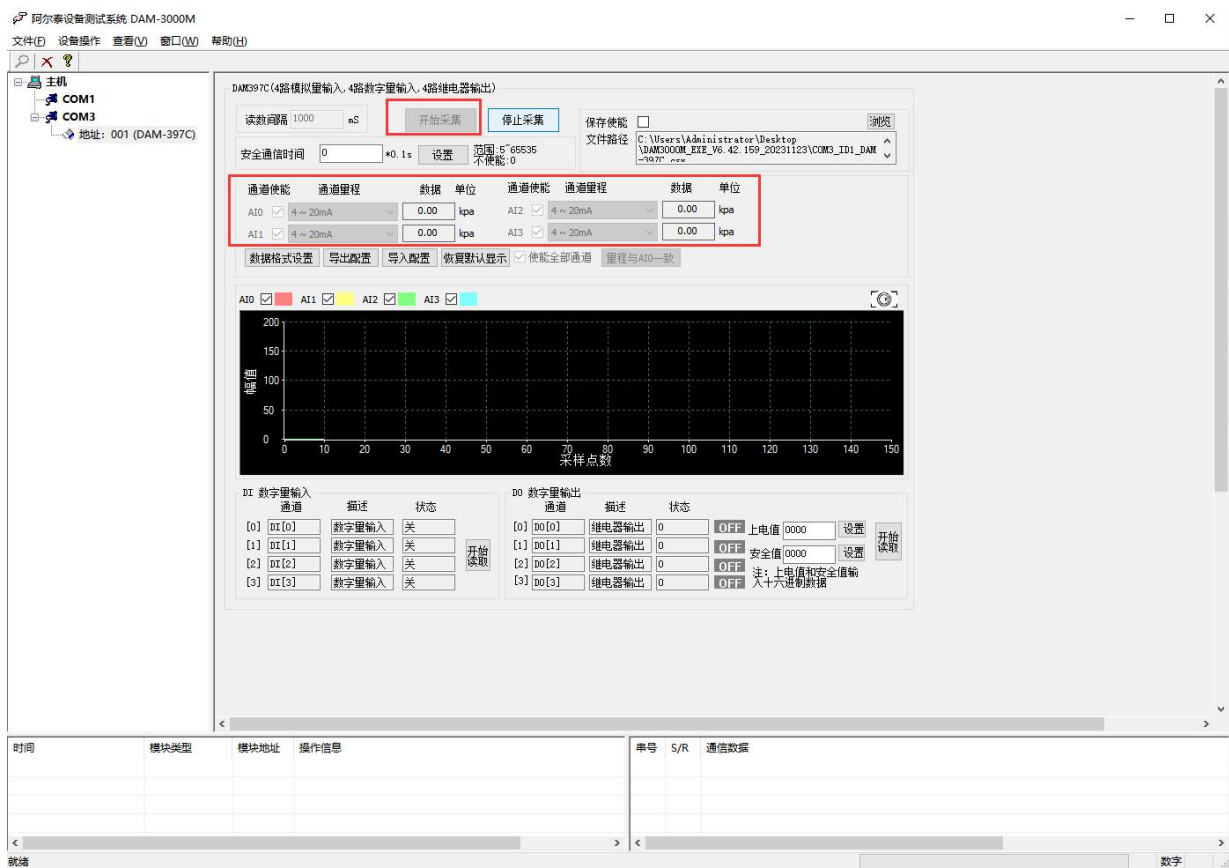 阿尔泰设备测试系统 DAM-3000M
文件(F) 设备操作 查看(V) 窗口(W) 帮助(H)
主机
COM1
COM3
地址: 001 (DAM-397C)
DAM397C(4路模拟量输入,4路数字量输入,4路继电器输出)
读数间隔 1000 mS 开始采集 停止采集
保存使能 浏览
文件路径 C:\Users\Administrator\Desktop
\DAM3000M_EXE_V6.42.159_20231123\COM3_ID1_DAM
-397C.csv
安全通信时间 0 *0.1s 设置 范围:5~65535
不使能:0
通道使能 通道量程 数据 单位 通道使能 通道量程 数据 单位
AI0 4～20mA 0.00 kpa AI2 4～20mA 0.00 kpa
AI1 4～20mA 0.00 kpa AI3 4～20mA 0.00 kpa
数据格式设置 导出配置 导入配置 恢复默认显示 使能全部通道 量程与AI0一致
AI0 AI1 AI2 AI3
200
150
100
50
0
幅值
0 10 20 30 40 50 60 70 80 90 100 110 120 130 140 150
采样点数
DI 数字量输入
通道 描述 状态
[0] DI[0] 数字量输入 关
[1] DI[1] 数字量输入 关
[2] DI[2] 数字量输入 关
[3] DI[3] 数字量输入 关
开始
读取
DO 数字量输出
通道 描述 状态
[0] DO[0] 继电器输出 0 OFF
[1] DO[1] 继电器输出 0 OFF
[2] DO[2] 继电器输出 0 OFF
[3] DO[3] 继电器输出 0 OFF
上电值 0000 设置
安全值 0000 设置
注: 上电值和安全值输
入十六进制数据
开始
读取
时间 模块类型 模块地址 操作信息
串号 S/R 通信数据
就绪
数字